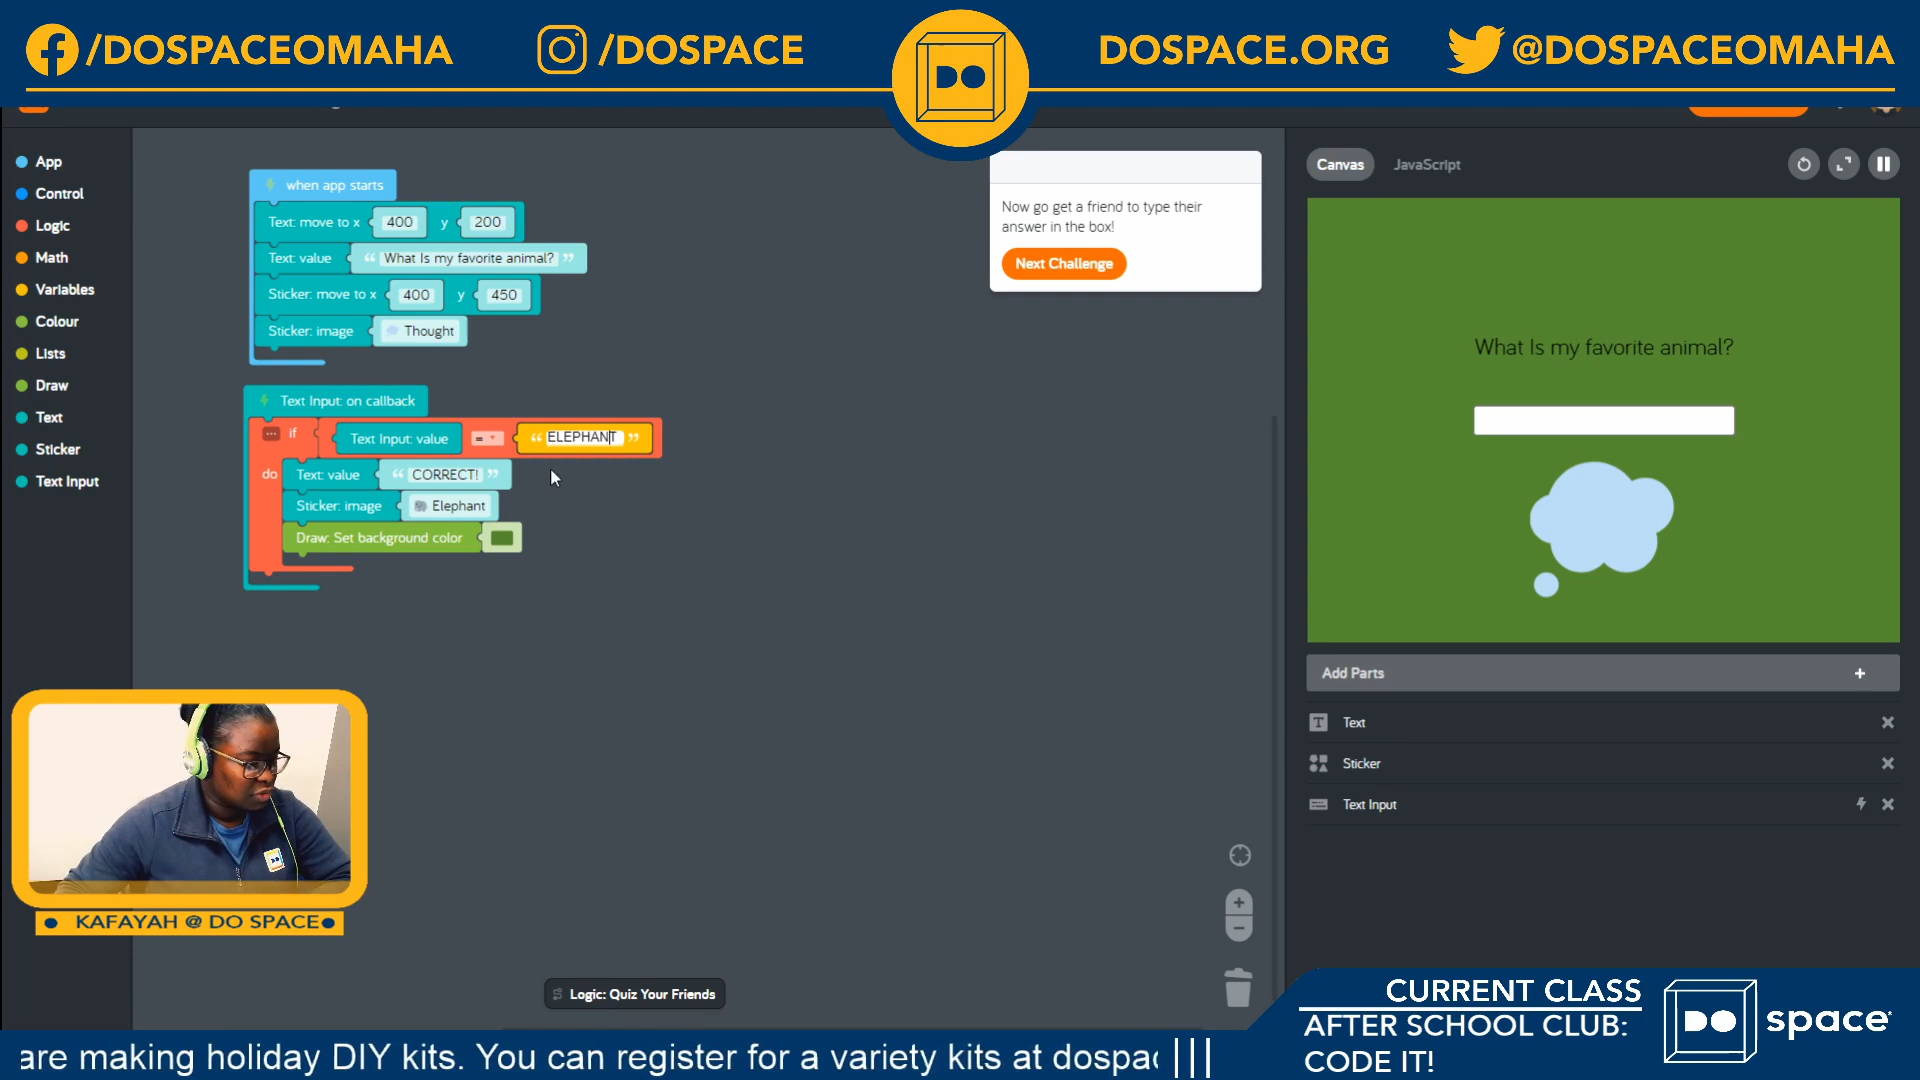 /DOSPACEOMAHA
/DOSPACE
DO
DOSPACE.ORG
@DOSPACEOMAHA
App
Control
Logic
Math
Variables
Colour
Lists
Draw
Text
Sticker
Text Input
when app starts
Text: move to x 400 y 200
Text: value “ What Is my favorite animal? ”
Sticker: move to x 400 y 450
Sticker: image Thought
Text Input: on callback
... if Text Input: value = “ ELEPHANT ”
do Text: value “ CORRECT! ”
Sticker: image Elephant
Draw: Set background color
Now go get a friend to type their
answer in the box!
Next Challenge
Canvas JavaScript
What Is my favorite animal?
Add Parts +
T Text
Sticker
Text Input
DO
KAFAYAH @ DO SPACE
Logic: Quiz Your Friends
CURRENT CLASS
AFTER SCHOOL CLUB:
CODE IT!
DO space
are making holiday DIY kits. You can register for a variety kits at dospac